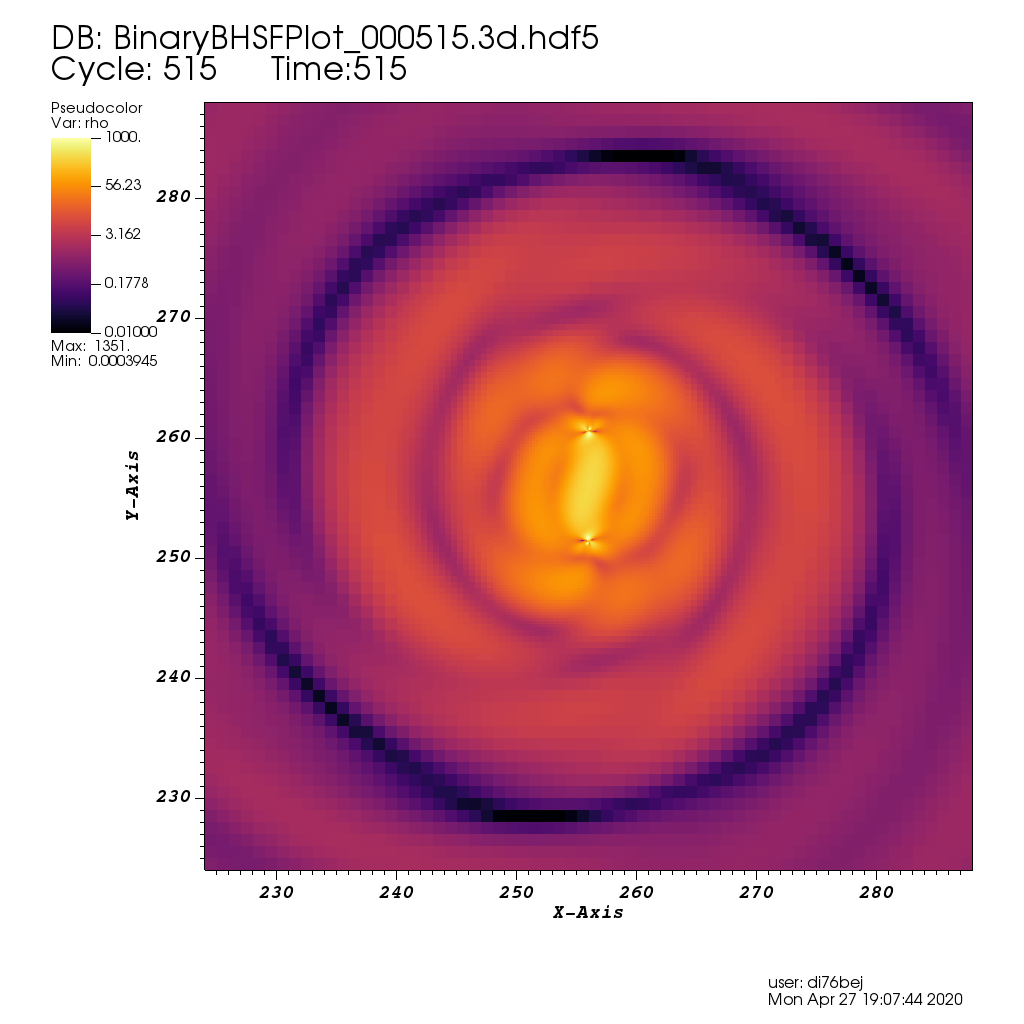 DB: BinaryBHSFPlot_000515.3d.hdf5
Cycle: 515 Time:515
Pseudocolor
Var: rho
1000.
56.23
3.162
0.1778
0.01000
Max: 1351.
Min: 0.0003945
280
270
260
250
240
230
Y-Axis
230 240 250 260 270 280
X-Axis
user: di76bej
Mon Apr 27 19:07:44 2020